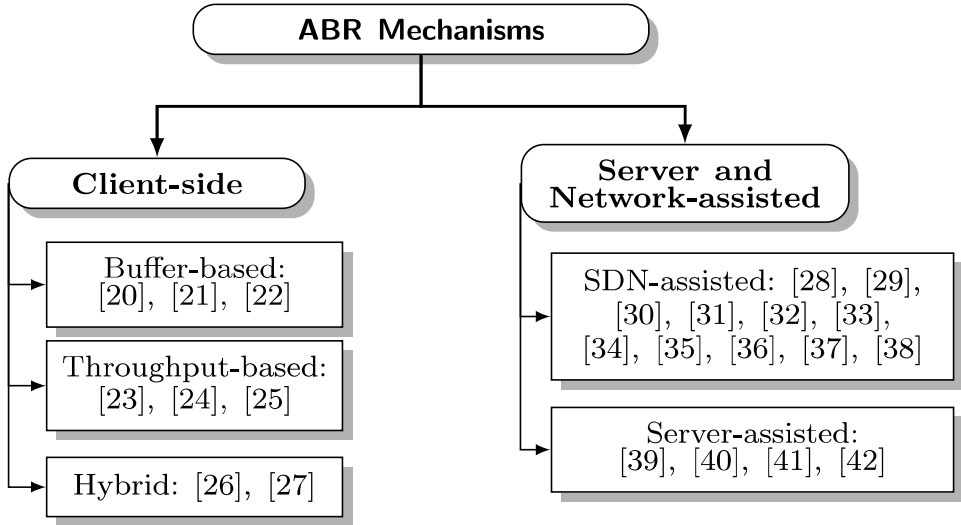 ABR Mechanisms
Client-side
Buffer-based:
[20], [21], [22]
Throughput-based:
[23], [24], [25]
Hybrid: [26], [27]
Server and
Network-assisted
SDN-assisted: [28], [29],
[30], [31], [32], [33],
[34], [35], [36], [37], [38]
Server-assisted:
[39], [40], [41], [42]